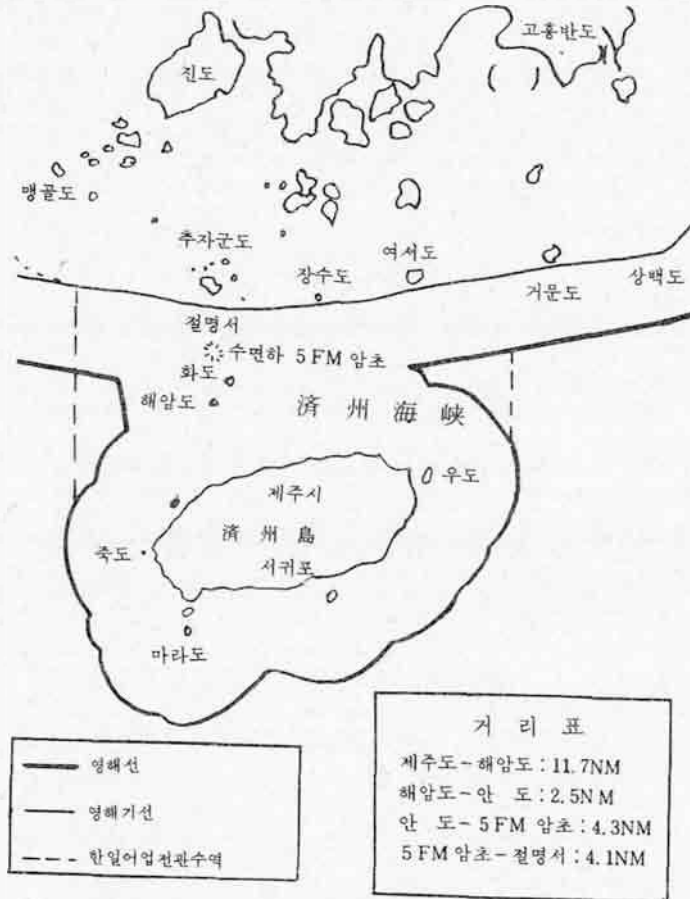 고흥반도
진도
맹골도
추자군도
장수도
여서도
거문도
상백도
절명서
수면하 5FM 암초
화도
해암도
済州海峡
우도
제주시
済州島
서귀포
죽도
마라도
영해선
영해기선
한일어업전관수역
거리표
제주도-해암도 : 11.7NM
해암도-안 도 : 2.5NM
안 도-5FM 암초 : 4.3NM
5FM 암초-절명서 : 4.1NM